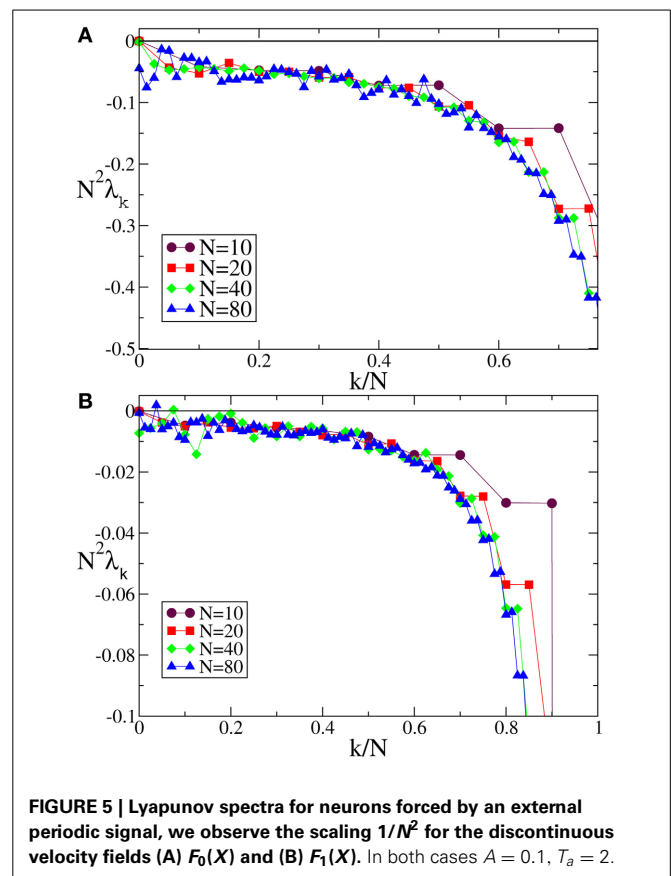 A
0
-0.1
-0.2
-0.3
-0.4
-0.5
N²λₖ
N=10
N=20
N=40
N=80
0 0.2 0.4 0.6
k/N
B
0
-0.02
-0.04
-0.06
-0.08
-0.1
N²λₖ
N=10
N=20
N=40
N=80
0 0.2 0.4 0.6 0.8 1
k/N
FIGURE 5 | Lyapunov spectra for neurons forced by an external
periodic signal, we observe the scaling 1/N² for the discontinuous
velocity fields (A) F₀(X) and (B) F₁(X). In both cases A = 0.1, Tₐ = 2.